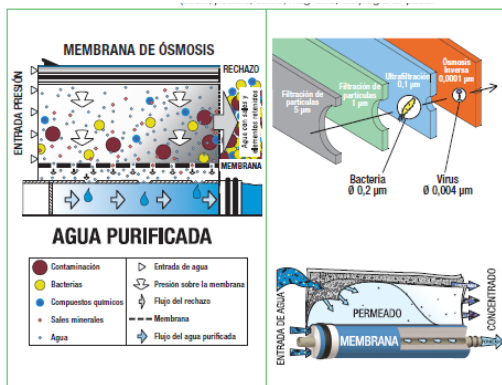 MEMBRANA DE ÓSMOSIS
ENTRADA PRESIÓN
RECHAZO
Agua con sales y
elementos retenidos
MEMBRANA
AGUA PURIFICADA
Contaminación
Bacterias
Compuestos químicos
Sales minerales
Agua
Entrada de agua
Presión sobre la membrana
Flujo del rechazo
Membrana
Flujo del agua purificada
Filtración de
partículas
5 µm
Filtración de
partículas
1 µm
Ultrafiltración
0,1 µm
Ósmosis
Inversa
0,0001 µm
Bacteria
Ø 0,2 µm
Virus
Ø 0,004 µm
ENTRADA DE AGUA
PERMEADO
CONCENTRADO
MEMBRANA